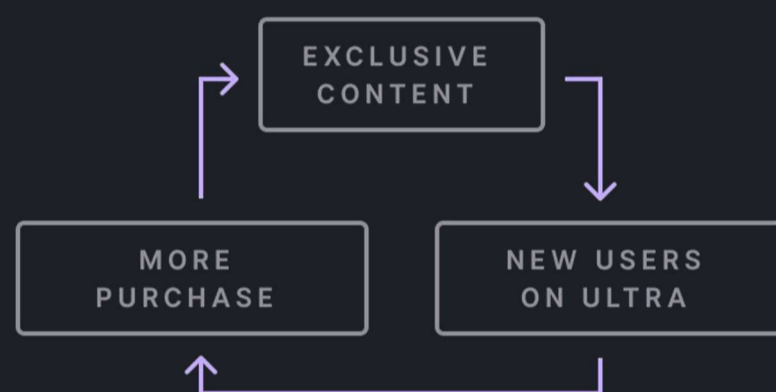 EXCLUSIVE
CONTENT
MORE
PURCHASE
NEW USERS
ON ULTRA